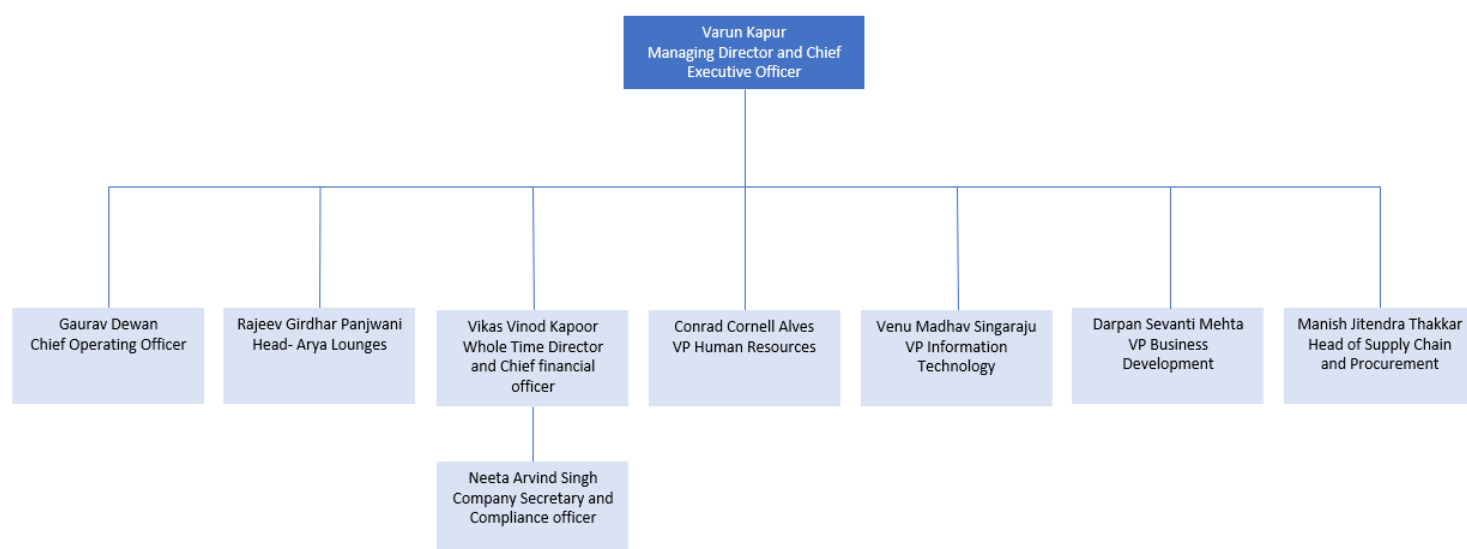 Varun Kapur
Managing Director and Chief
Executive Officer
Gaurav Dewan
Chief Operating Officer
Rajeev Girdhar Panjwani
Head- Arya Lounges
Vikas Vinod Kapoor
Whole Time Director
and Chief financial
officer
Conrad Cornell Alves
VP Human Resources
Venu Madhav Singaraju
VP Information
Technology
Darpan Sevanti Mehta
VP Business
Development
Manish Jitendra Thakkar
Head of Supply Chain
and Procurement
Neeta Arvind Singh
Company Secretary and
Compliance officer